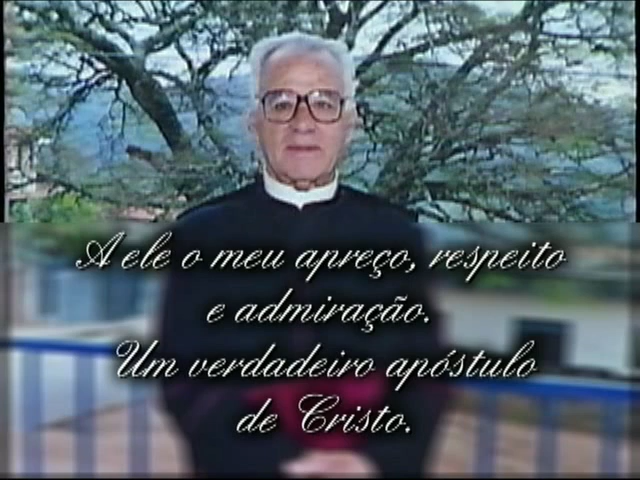 A ele o meu apreço, respeito
e admiração.
Um verdadeiro apóstulo
de Cristo.